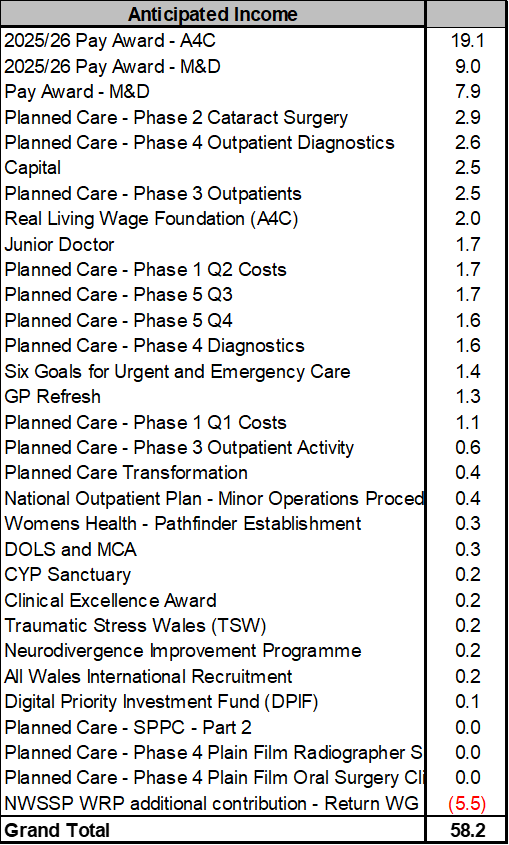 Anticipated Income
2025/26 Pay Award - A4C 19.1
2025/26 Pay Award - M&D 9.0
Pay Award - M&D 7.9
Planned Care - Phase 2 Cataract Surgery 2.9
Planned Care - Phase 4 Outpatient Diagnostics 2.6
Capital 2.5
Planned Care - Phase 3 Outpatients 2.5
Real Living Wage Foundation (A4C) 2.0
Junior Doctor 1.7
Planned Care - Phase 1 Q2 Costs 1.7
Planned Care - Phase 5 Q3 1.7
Planned Care - Phase 5 Q4 1.6
Planned Care - Phase 4 Diagnostics 1.6
Six Goals for Urgent and Emergency Care 1.4
GP Refresh 1.3
Planned Care - Phase 1 Q1 Costs 1.1
Planned Care - Phase 3 Outpatient Activity 0.6
Planned Care Transformation 0.4
National Outpatient Plan - Minor Operations Proced 0.4
Womens Health - Pathfinder Establishment 0.3
DOLS and MCA 0.3
CYP Sanctuary 0.2
Clinical Excellence Award 0.2
Traumatic Stress Wales (TSW) 0.2
Neurodivergence Improvement Programme 0.2
All Wales International Recruitment 0.2
Digital Priority Investment Fund (DPIF) 0.1
Planned Care - SPPC - Part 2 0.0
Planned Care - Phase 4 Plain Film Radiographer S 0.0
Planned Care - Phase 4 Plain Film Oral Surgery Cli 0.0
NWSSP WRP additional contribution - Return WG (5.5)
Grand Total 58.2